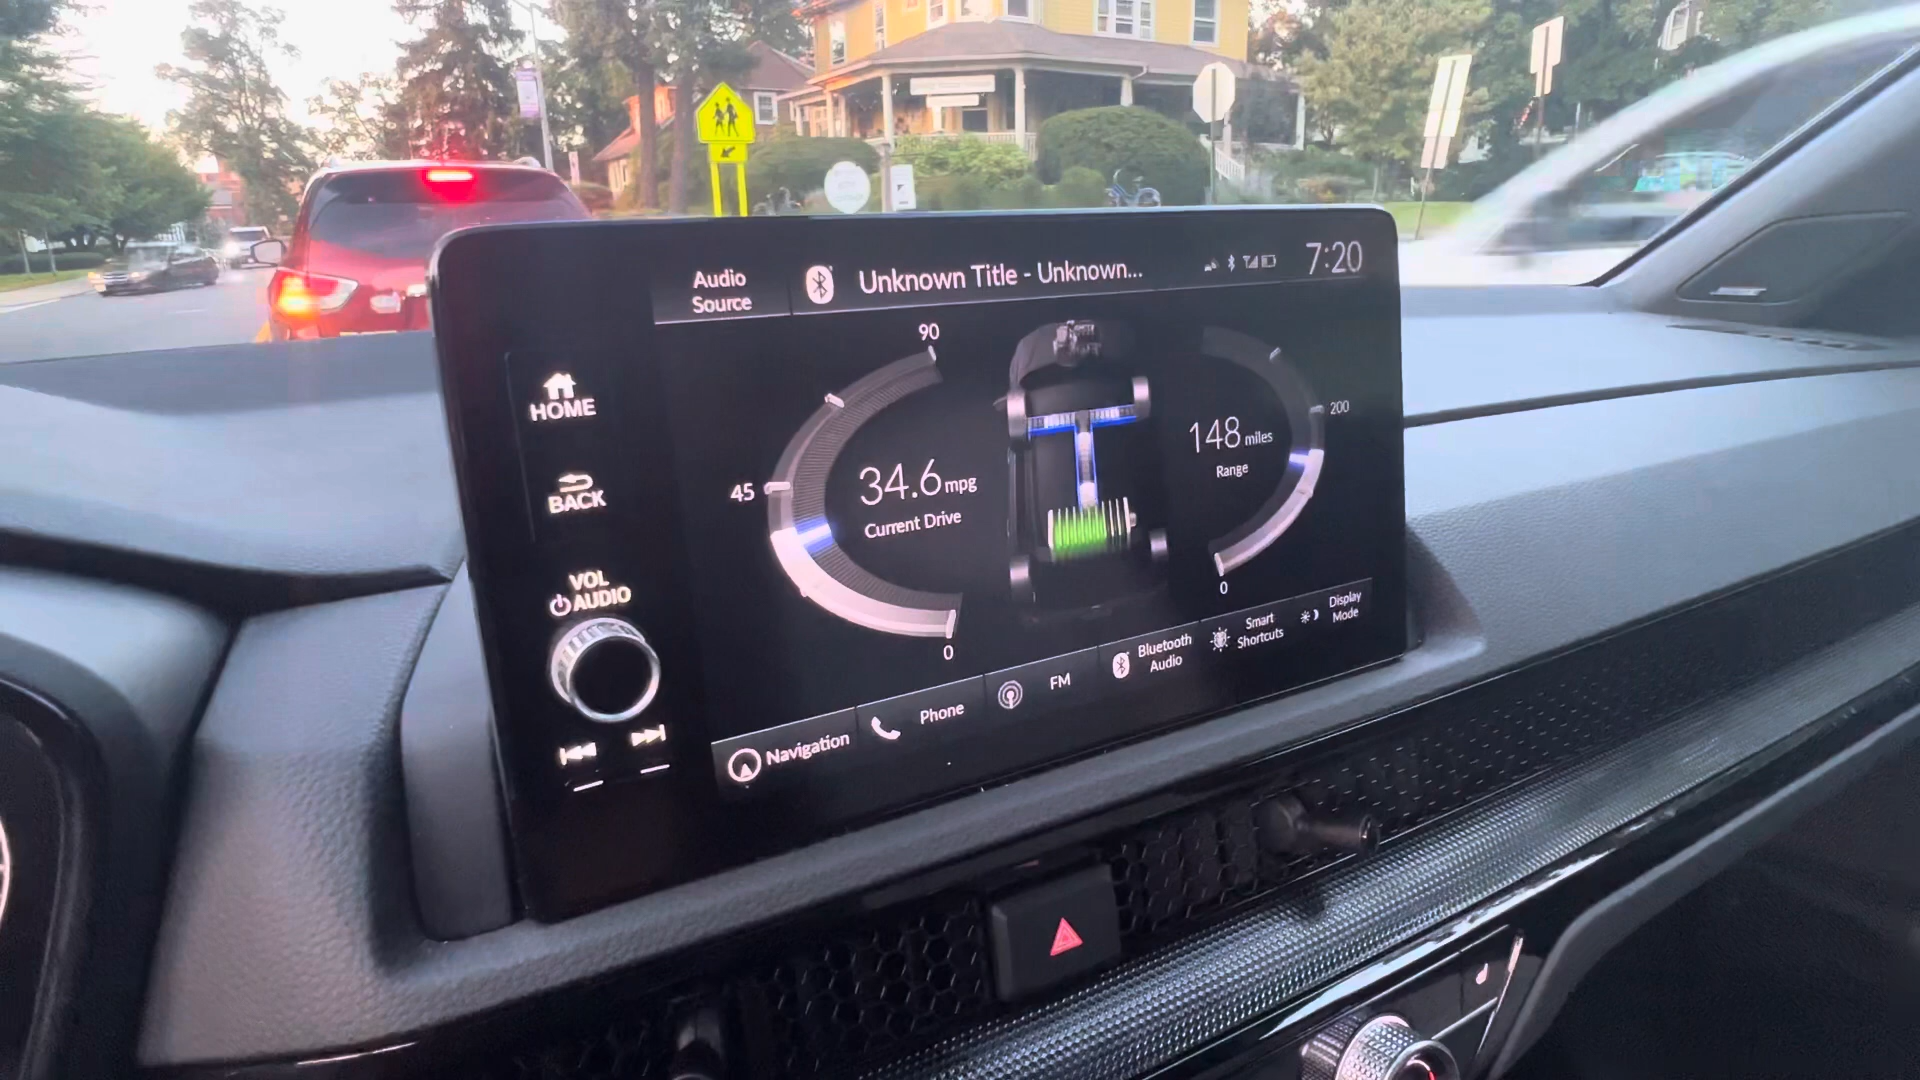 Audio
Source
Unknown Title - Unknown...
7:20
HOME
BACK
VOL
AUDIO
90
45
0
34.6 mpg
Current Drive
148 miles
Range
200
0
Navigation
Phone
FM
Bluetooth
Audio
Smart
Shortcuts
Display
Mode